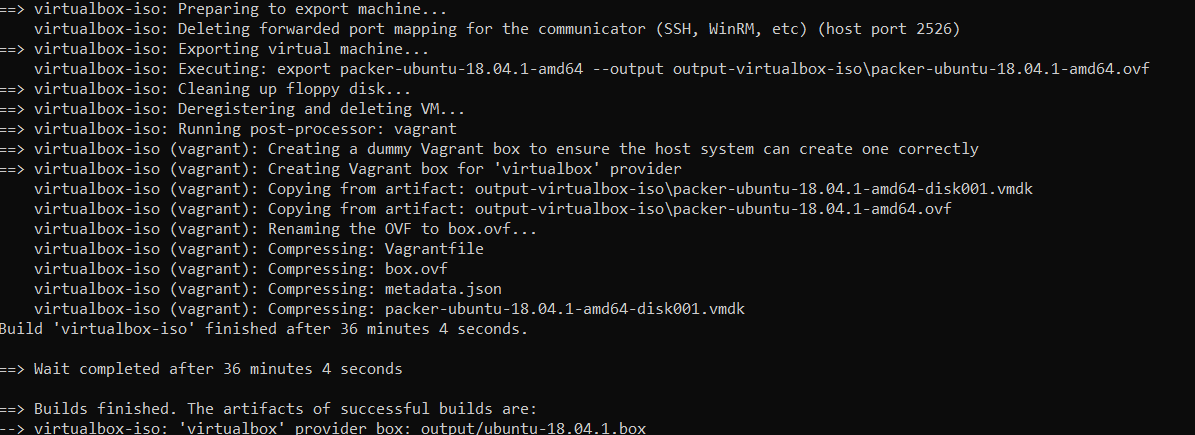 ==> virtualbox-iso: Preparing to export machine...
    virtualbox-iso: Deleting forwarded port mapping for the communicator (SSH, WinRM, etc) (host port 2526)
==> virtualbox-iso: Exporting virtual machine...
    virtualbox-iso: Executing: export packer-ubuntu-18.04.1-amd64 --output output-virtualbox-iso\packer-ubuntu-18.04.1-amd64.ovf
==> virtualbox-iso: Cleaning up floppy disk...
==> virtualbox-iso: Deregistering and deleting VM...
==> virtualbox-iso: Running post-processor: vagrant
==> virtualbox-iso (vagrant): Creating a dummy Vagrant box to ensure the host system can create one correctly
==> virtualbox-iso (vagrant): Creating Vagrant box for 'virtualbox' provider
    virtualbox-iso (vagrant): Copying from artifact: output-virtualbox-iso\packer-ubuntu-18.04.1-amd64-disk001.vmdk
    virtualbox-iso (vagrant): Copying from artifact: output-virtualbox-iso\packer-ubuntu-18.04.1-amd64.ovf
    virtualbox-iso (vagrant): Renaming the OVF to box.ovf...
    virtualbox-iso (vagrant): Compressing: Vagrantfile
    virtualbox-iso (vagrant): Compressing: box.ovf
    virtualbox-iso (vagrant): Compressing: metadata.json
    virtualbox-iso (vagrant): Compressing: packer-ubuntu-18.04.1-amd64-disk001.vmdk
Build 'virtualbox-iso' finished after 36 minutes 4 seconds.
==> Wait completed after 36 minutes 4 seconds
==> Builds finished. The artifacts of successful builds are:
--> virtualbox-iso: 'virtualbox' provider box: output/ubuntu-18.04.1.box